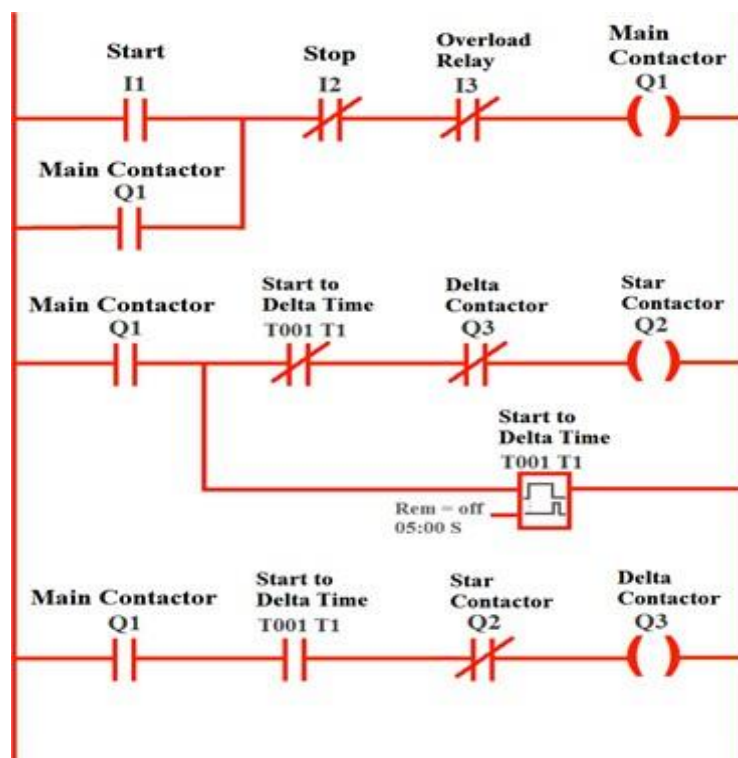 Start
I1
Stop
I2
Overload
Relay
I3
Main
Contactor
Q1
Main Contactor
Q1
Main Contactor
Q1
Start to
Delta Time
T001 T1
Delta
Contactor
Q3
Star
Contactor
Q2
Start to
Delta Time
T001 T1
Rem = off
05:00 S
Main Contactor
Q1
Start to
Delta Time
T001 T1
Star
Contactor
Q2
Delta
Contactor
Q3